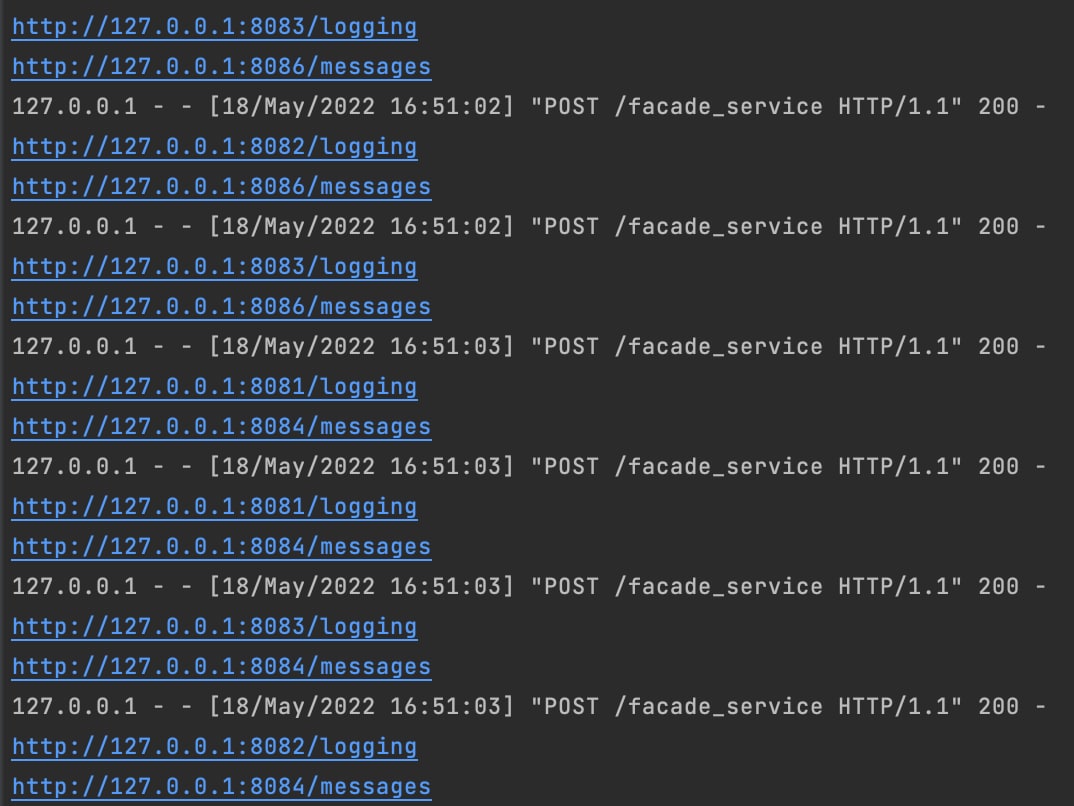 http://127.0.0.1:8083/logging
http://127.0.0.1:8086/messages
127.0.0.1 - - [18/May/2022 16:51:02] "POST /facade_service HTTP/1.1" 200 -
http://127.0.0.1:8082/logging
http://127.0.0.1:8086/messages
127.0.0.1 - - [18/May/2022 16:51:02] "POST /facade_service HTTP/1.1" 200 -
http://127.0.0.1:8083/logging
http://127.0.0.1:8086/messages
127.0.0.1 - - [18/May/2022 16:51:03] "POST /facade_service HTTP/1.1" 200 -
http://127.0.0.1:8081/logging
http://127.0.0.1:8084/messages
127.0.0.1 - - [18/May/2022 16:51:03] "POST /facade_service HTTP/1.1" 200 -
http://127.0.0.1:8081/logging
http://127.0.0.1:8084/messages
127.0.0.1 - - [18/May/2022 16:51:03] "POST /facade_service HTTP/1.1" 200 -
http://127.0.0.1:8083/logging
http://127.0.0.1:8084/messages
127.0.0.1 - - [18/May/2022 16:51:03] "POST /facade_service HTTP/1.1" 200 -
http://127.0.0.1:8082/logging
http://127.0.0.1:8084/messages